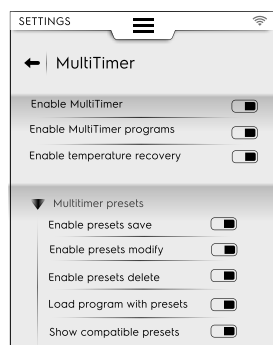 SETTINGS
MultiTimer
Enable MultiTimer
Enable MultiTimer programs
Enable temperature recovery
Multitimer presets
Enable presets save
Enable presets modify
Enable presets delete
Load program with presets
Show compatible presets